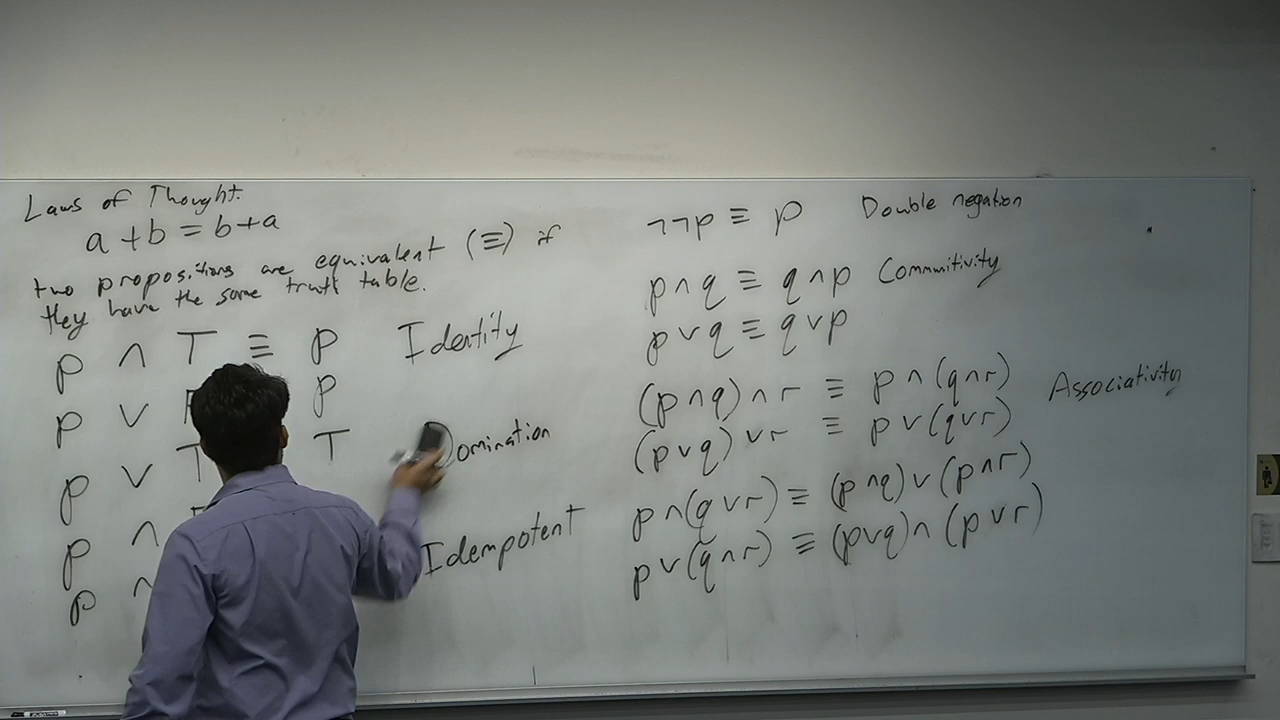 Laws of Thought:
a + b = b + a
two propositions are equivalent (≡) if
they have the same truth table.
p ∧ T ≡ p Identity
p ∨ p
p ∨ T T Domination
p ∧
p Idempotent
¬¬p ≡ p Double negation
p ∧ q ≡ q ∧ p Commutivity
p ∨ q ≡ q ∨ p
(p ∧ q) ∧ r ≡ p ∧ (q ∧ r) Associativity
(p ∨ q) ∨ r ≡ p ∨ (q ∨ r)
p ∧ (q ∨ r) ≡ (p ∧ q) ∨ (p ∧ r)
p ∨ (q ∧ r) ≡ (p ∨ q) ∧ (p ∨ r)